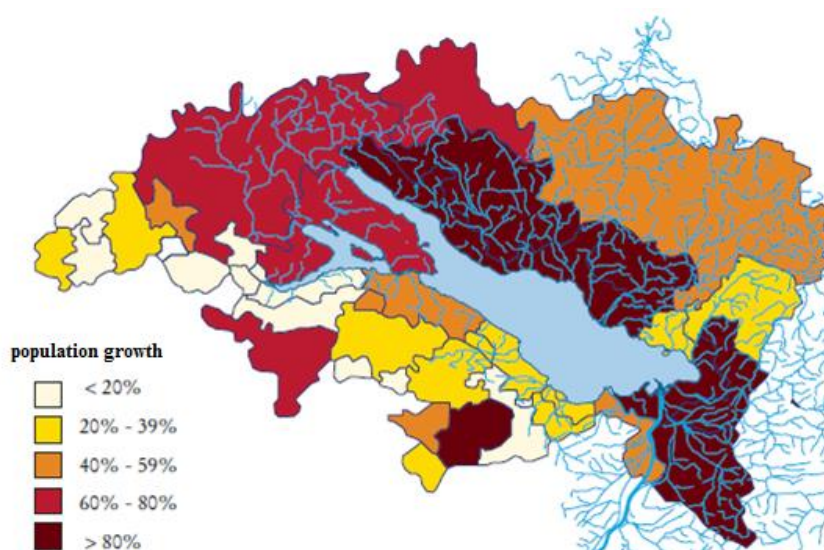 population growth
< 20%
20% - 39%
40% - 59%
60% - 80%
> 80%